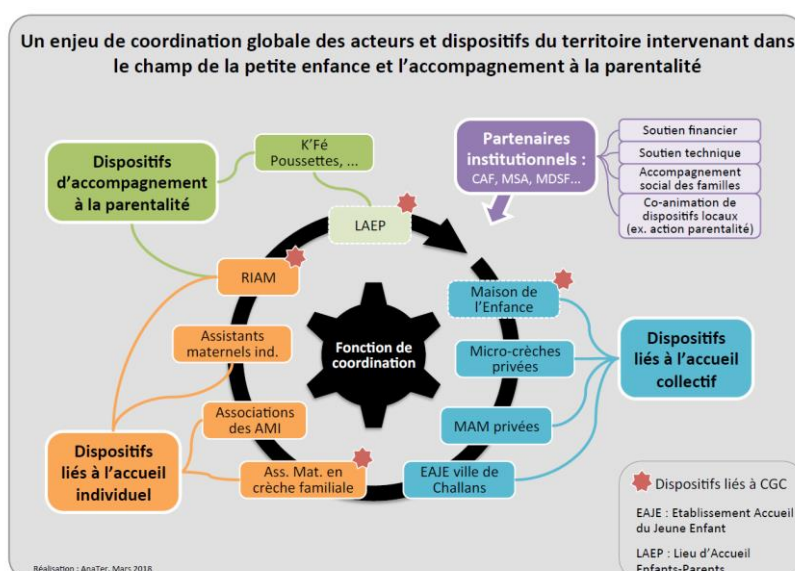 Un enjeu de coordination globale des acteurs et dispositifs du territoire intervenant dans
le champ de la petite enfance et l'accompagnement à la parentalité
Dispositifs
d'accompagnement
à la parentalité
K'Fé
Poussettes, ...
LAEP
Partenaires
institutionnels :
CAF, MSA, MDSF...
Soutien financier
Soutien technique
Accompagnement
social des familles
Co-animation de
dispositifs locaux
(ex. action parentalité)
RIAM
Assistants
maternels ind.
Associations
des AMI
Ass. Mat. en
crèche familiale
Dispositifs
liés à l'accueil
individuel
Fonction de
coordination
Maison de
l'Enfance
Micro-crèches
privées
MAM privées
EAJE ville de
Challans
Dispositifs
liés à l'accueil
collectif
Dispositifs liés à CGC
EAJE : Etablissement Accueil
du Jeune Enfant
LAEP : Lieu d'Accueil
Enfants-Parents
Réalisation : AnaTer, Mars 2018